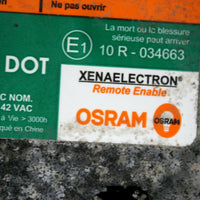 Ne pas ouvrir
La mort ou le blessure
sérieuse peut arriver
E1 10 R - 034663
DOT
XENAELECTRON®
Remote Enable
C NOM.
42 VAC
à Vie > 3000h
qué en Chine
OSRAM OSRAM